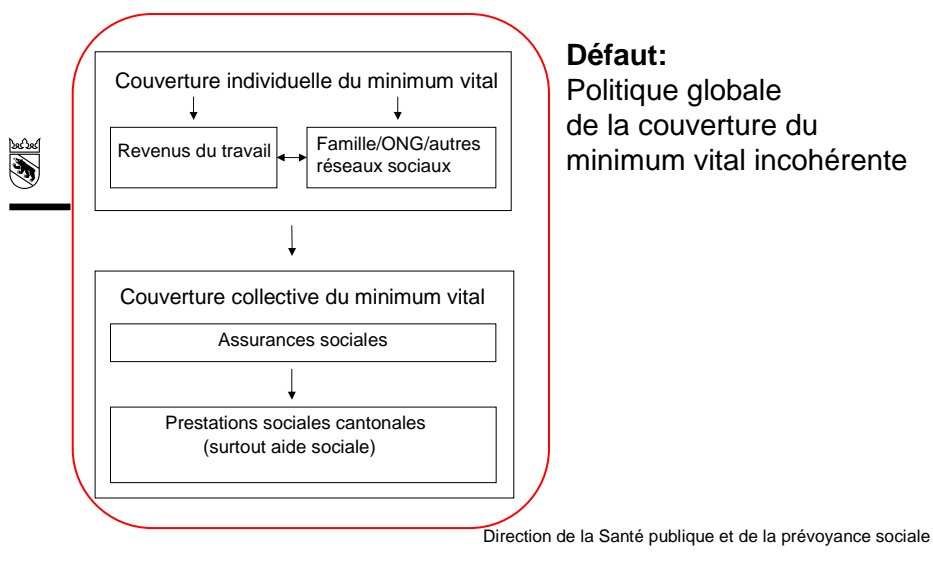 Couverture individuelle du minimum vital
Revenus du travail
Famille/ONG/autres
réseaux sociaux
Couverture collective du minimum vital
Assurances sociales
Prestations sociales cantonales
(surtout aide sociale)
Défaut:
Politique globale
de la couverture du
minimum vital incohérente
Direction de la Santé publique et de la prévoyance sociale